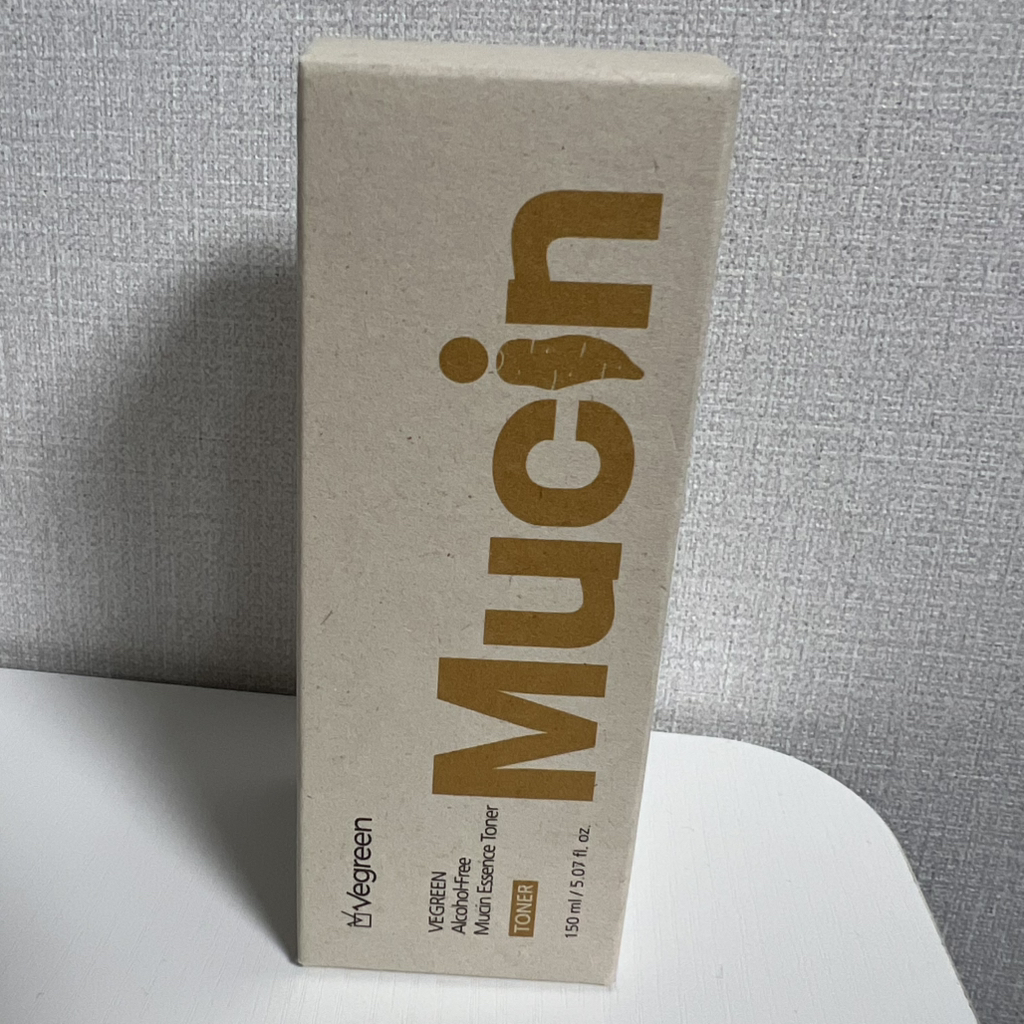 Vegreen
VEGREEN
Alcohol-Free
Mucin Essence Toner
TONER
150 ml / 5.07 fl. oz.
Mucin